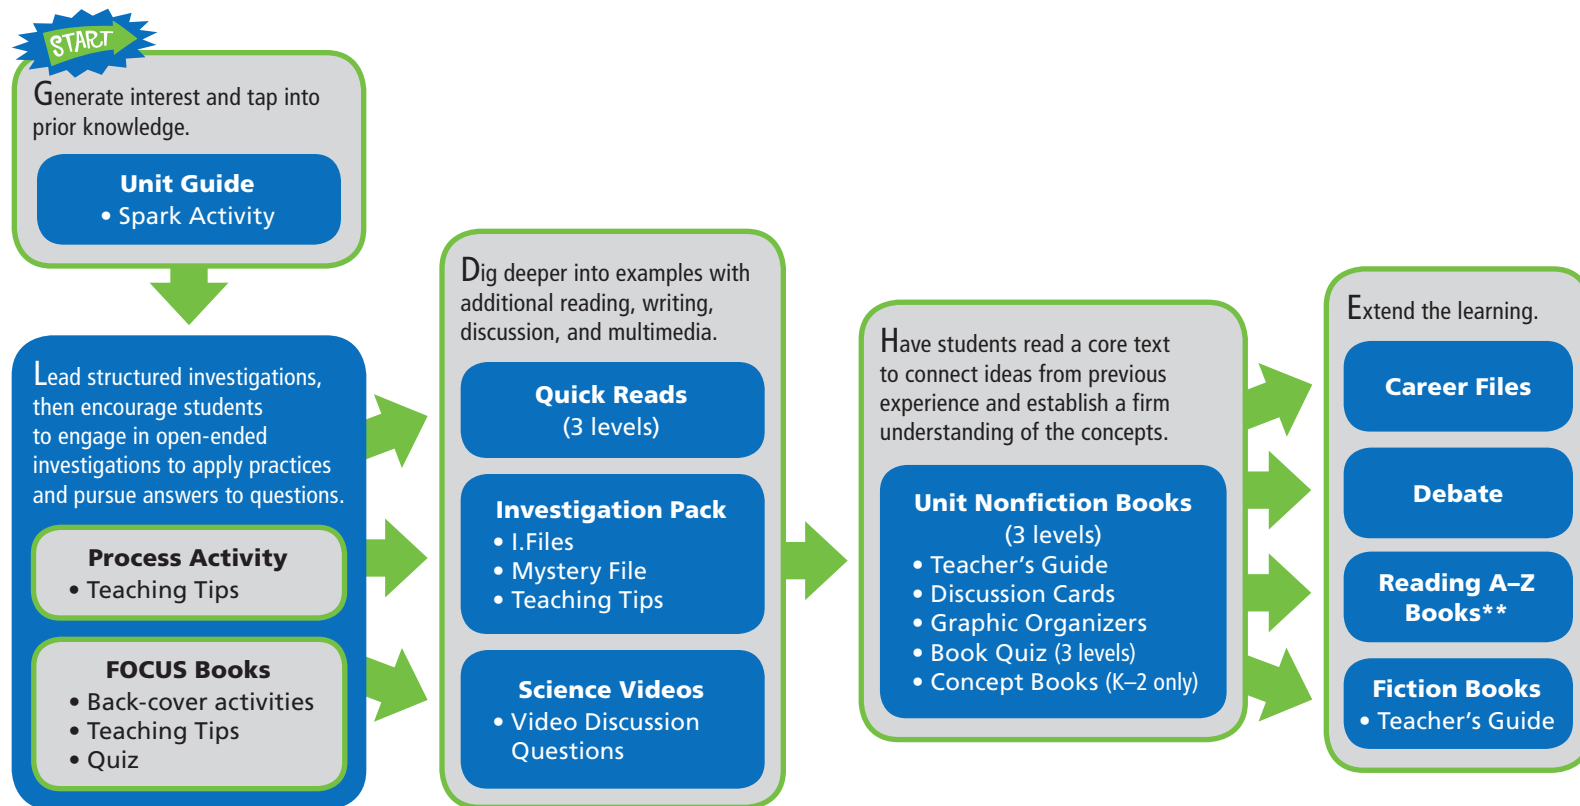 START
Generate interest and tap into
prior knowledge.
Unit Guide
• Spark Activity
Lead structured investigations,
then encourage students
to engage in open-ended
investigations to apply practices
and pursue answers to questions.
Process Activity
• Teaching Tips
FOCUS Books
• Back-cover activities
• Teaching Tips
• Quiz
Dig deeper into examples with
additional reading, writing,
discussion, and multimedia.
Quick Reads
(3 levels)
Investigation Pack
• I.Files
• Mystery File
• Teaching Tips
Science Videos
• Video Discussion
Questions
Have students read a core text
to connect ideas from previous
experience and establish a firm
understanding of the concepts.
Unit Nonfiction Books
(3 levels)
• Teacher’s Guide
• Discussion Cards
• Graphic Organizers
• Book Quiz (3 levels)
• Concept Books (K–2 only)
Extend the learning.
Career Files
Debate
Reading A–Z
Books**
Fiction Books
• Teacher’s Guide